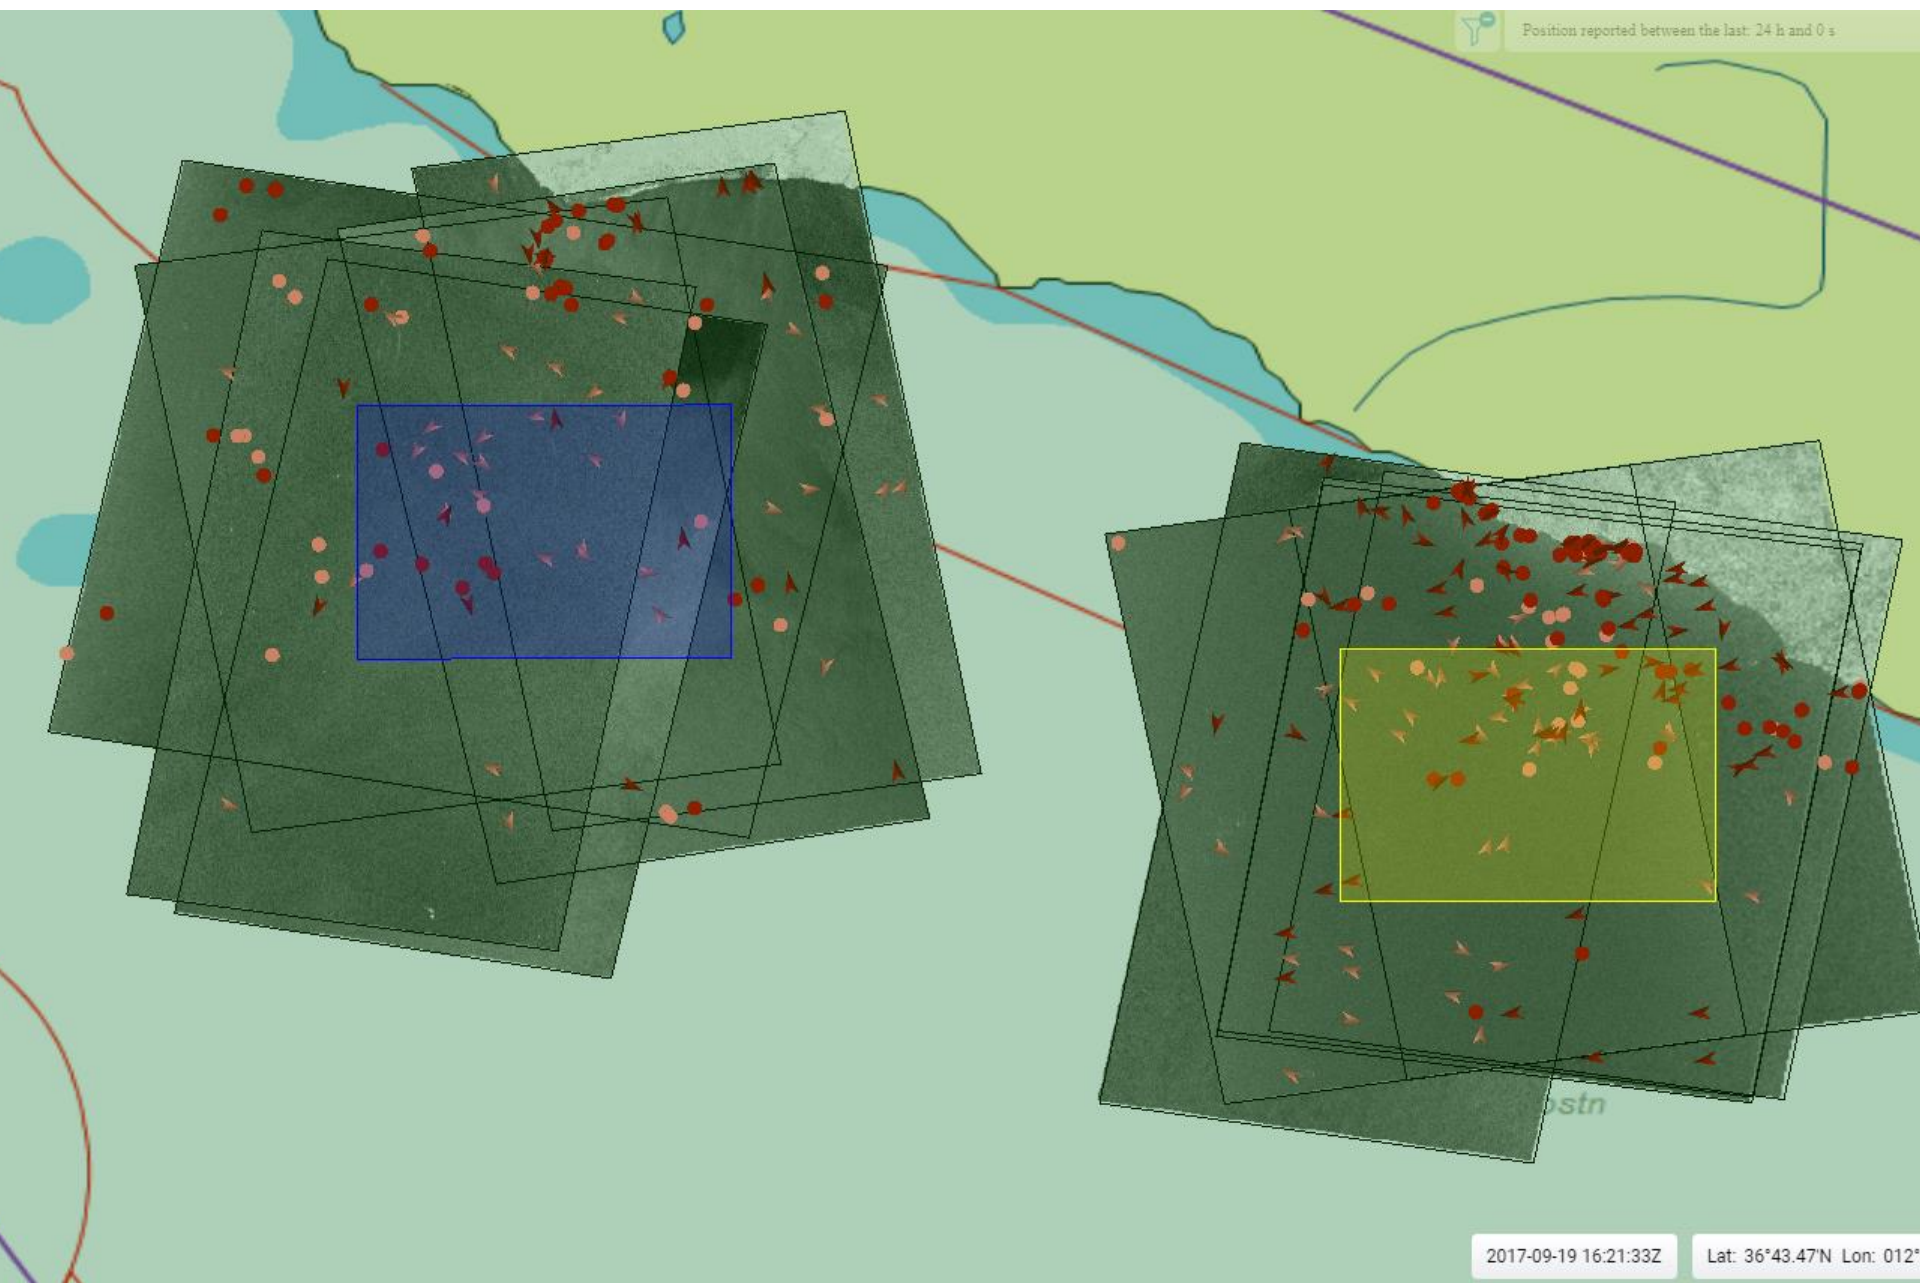 Position reported between the last: 24 h and 0 s
ostn
2017-09-19 16:21:33Z
Lat: 36°43.47'N Lon: 012°